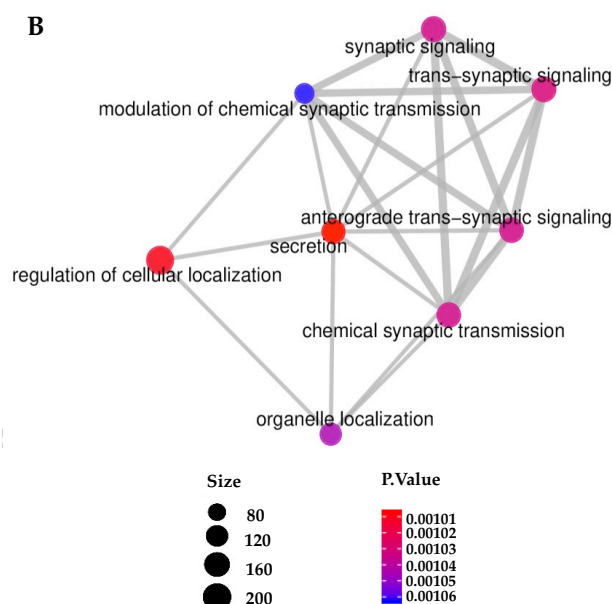 B
synaptic signaling
trans−synaptic signaling
modulation of chemical synaptic transmission
anterograde trans−synaptic signaling
secretion
regulation of cellular localization
chemical synaptic transmission
organelle localization
Size
80
120
160
200
P.Value
0.00101
0.00102
0.00103
0.00104
0.00105
0.00106